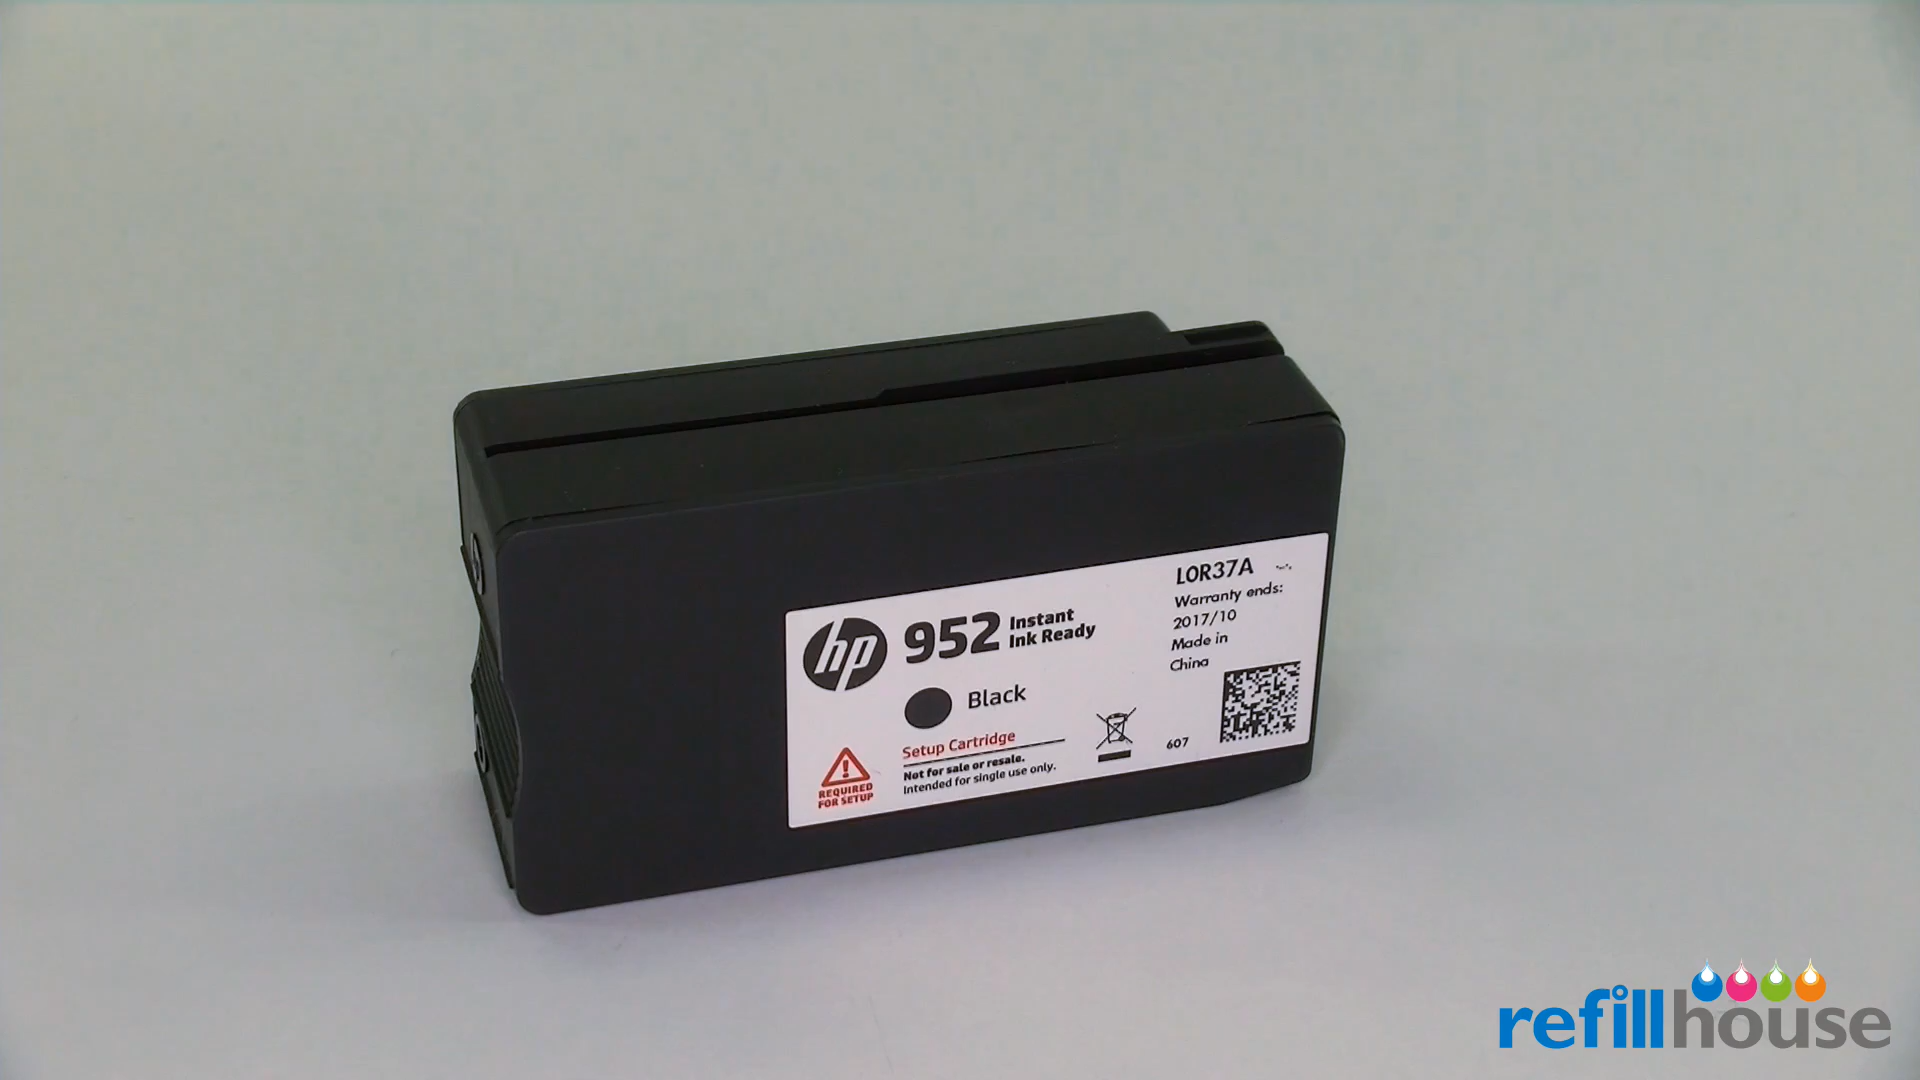 hp 952 Instant
Ink Ready
Black
REQUIRED
FOR SETUP
Setup Cartridge
Not for sale or resale.
Intended for single use only.
L0R37A
Warranty ends:
2017/10
Made in
China
607
refillhouse